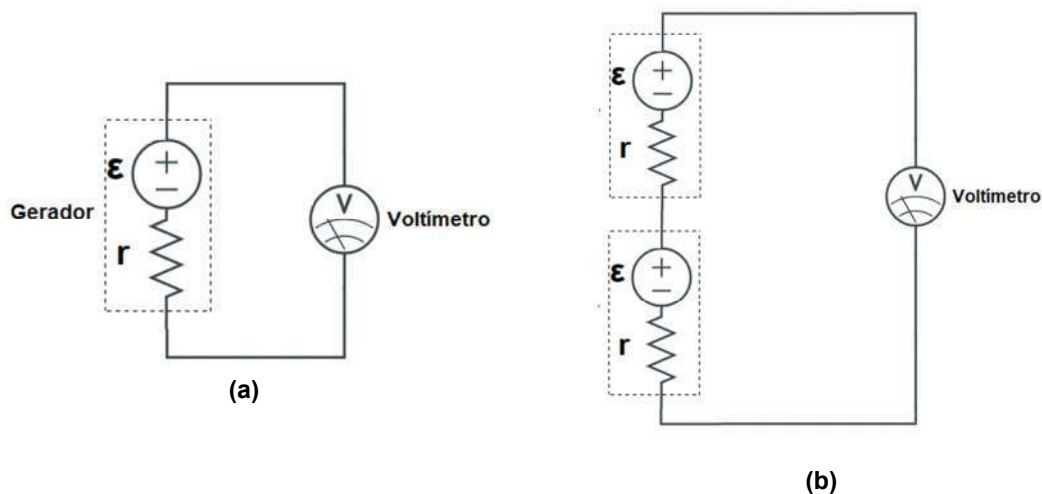 ε
+
−
Gerador
r
V
Voltímetro
(a)
ε
+
−
r
ε
+
−
r
V
Voltímetro
(b)